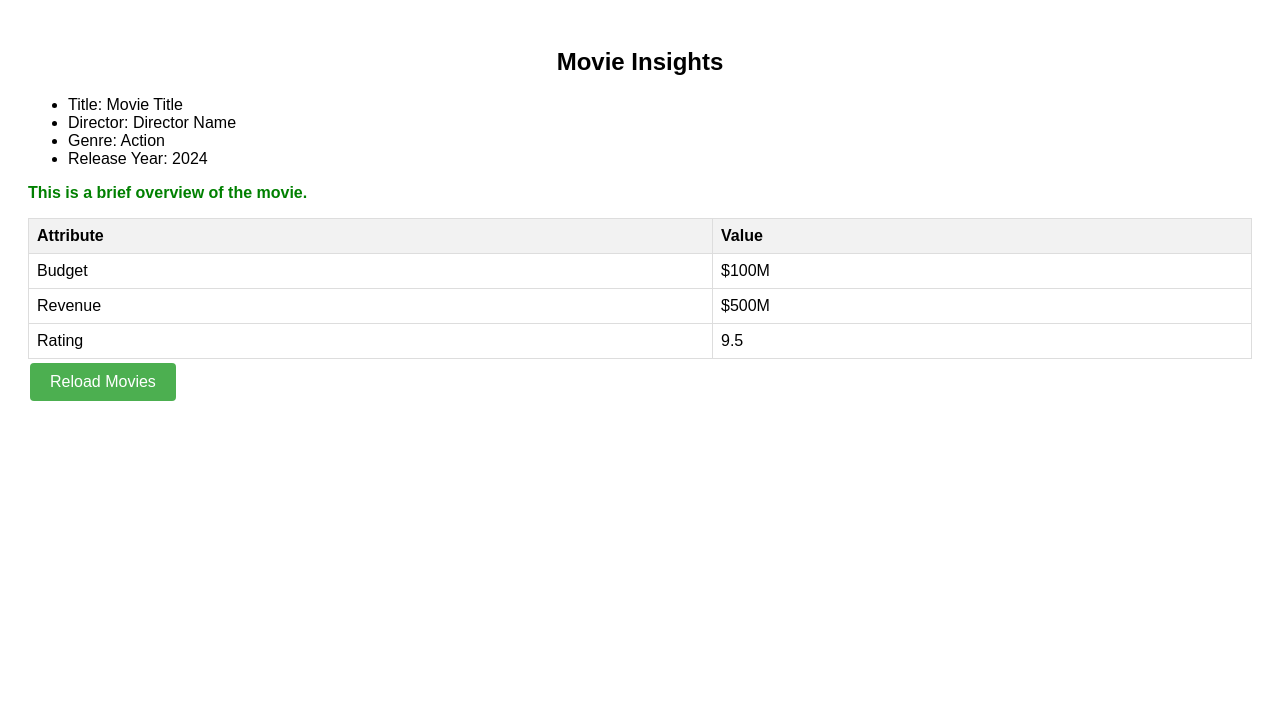 Movie Insights
Title: Movie Title
Director: Director Name
Genre: Action
Release Year: 2024
This is a brief overview of the movie.
Attribute Value
Budget $100M
Revenue $500M
Rating 9.5
Reload Movies